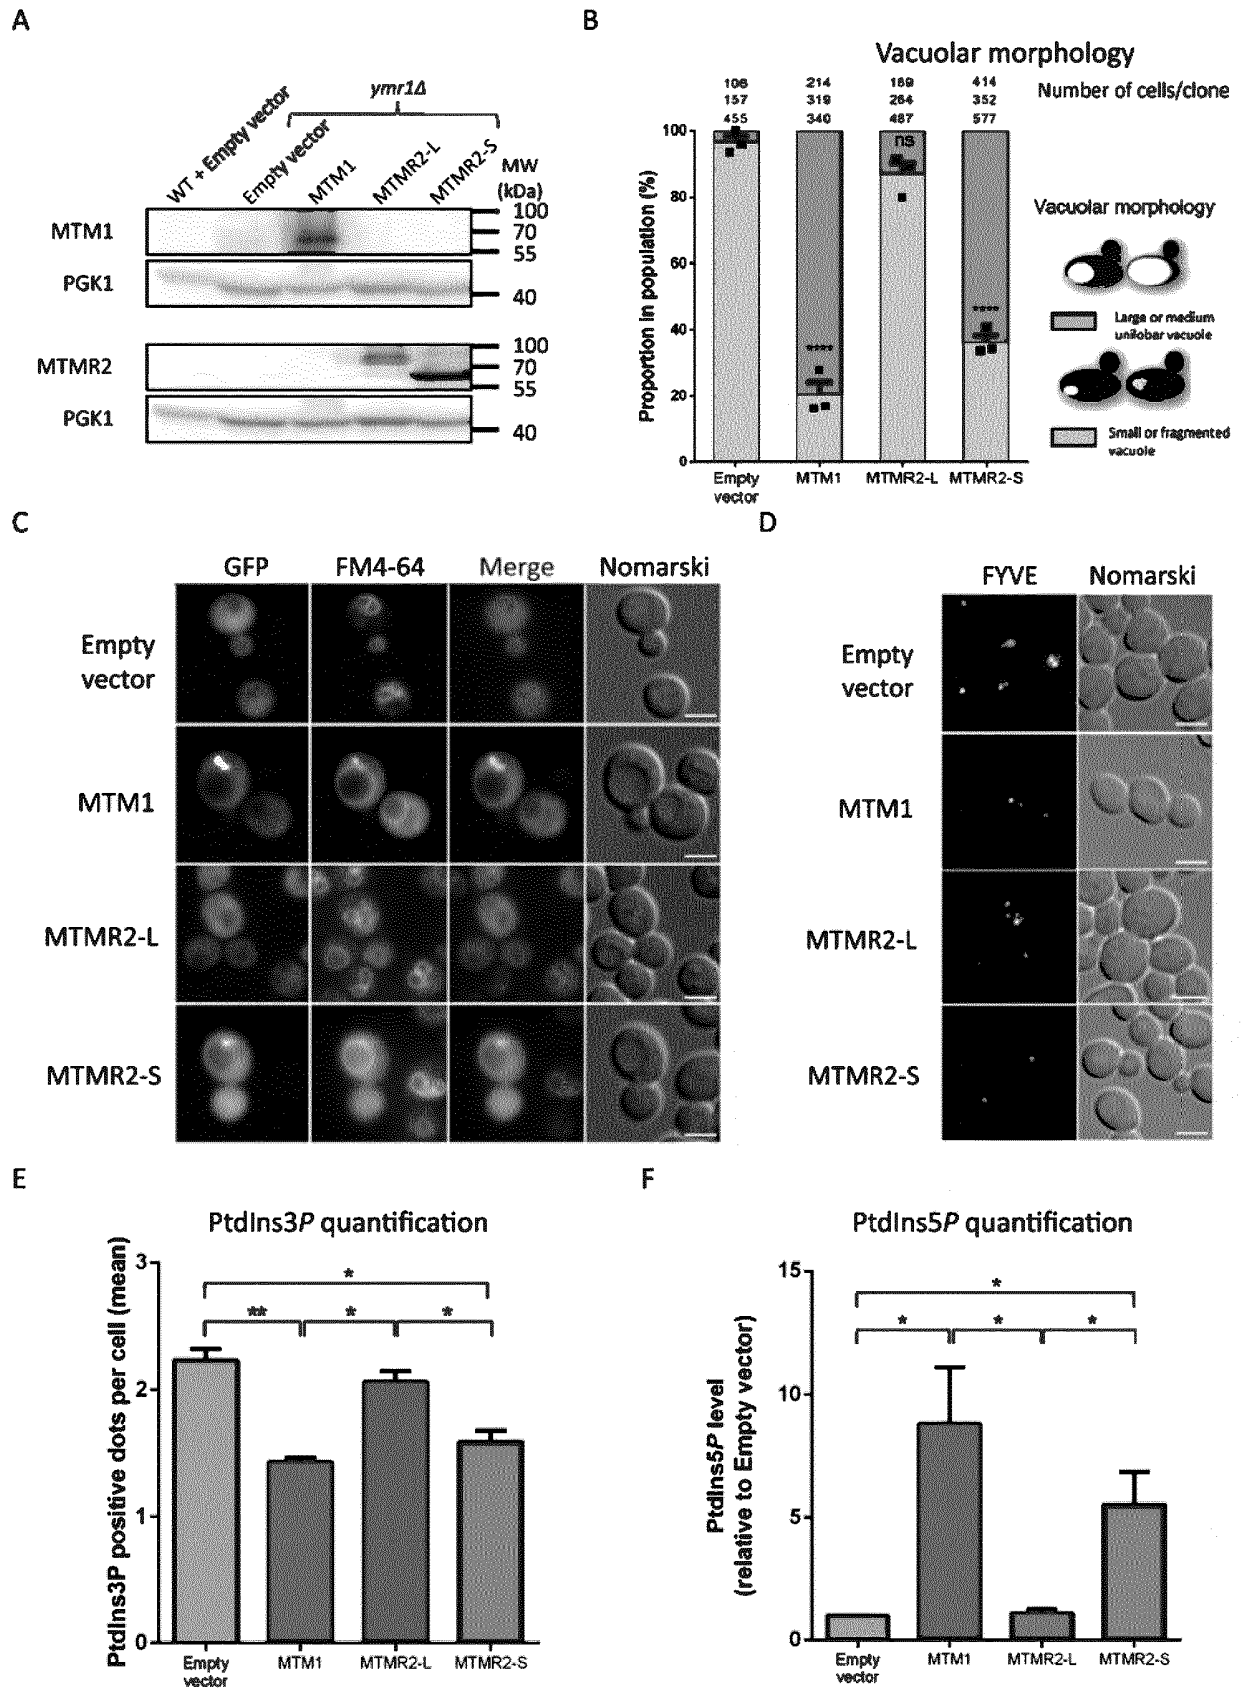 A
ymr1Δ
WT + Empty vector
Empty vector
MTM1
MTMR2-L
MTMR2-S
MW
(kDa)
MTM1
100
70
55
PGK1
40
MTMR2
100
70
55
PGK1
40
B
Vacuolar morphology
106 214 189 414
157 319 264 352
455 340 487 577
Number of cells/clone
Proportion in population (%)
100
80
60
40
20
0
ns
****
****
Empty
vector
MTM1
MTMR2-L
MTMR2-S
Vacuolar morphology
Large or medium
unilobar vacuole
Small or fragmented
vacuole
C
GFP FM4-64 Merge Nomarski
Empty
vector
MTM1
MTMR2-L
MTMR2-S
D
FYVE Nomarski
Empty
vector
MTM1
MTMR2-L
MTMR2-S
E
PtdIns3P quantification
PtdIns3P positive dots per cell (mean)
3
2
1
0
*
** * *
Empty
vector
MTM1
MTMR2-L
MTMR2-S
F
PtdIns5P quantification
PtdIns5P level
(relative to Empty vector)
15
10
5
0
*
* * *
Empty
vector
MTM1
MTMR2-L
MTMR2-S